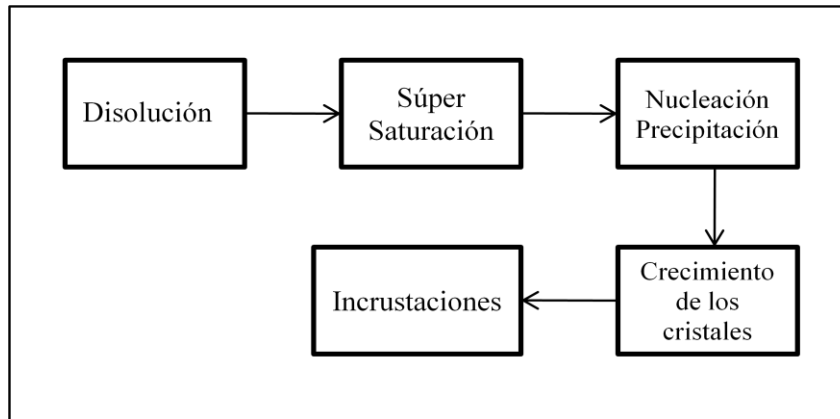 Disolución
Súper
Saturación
Nucleación
Precipitación
Crecimiento
de los
cristales
Incrustaciones